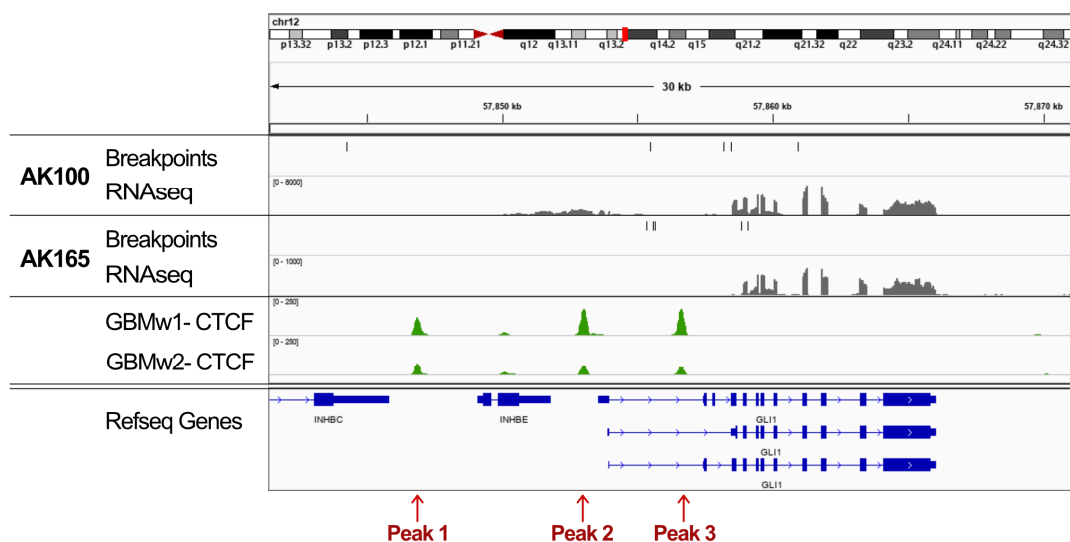 chr12
p13.32 p13.2 p12.3 p12.1 p11.21 q12 q13.11 q13.2 q14.2 q15 q21.2 q21.32 q22 q23.2 q24.11 q24.22 q24.32
30 kb
57,850 kb 57,860 kb 57,870 kb
AK100
Breakpoints
RNAseq
[0 - 8000]
AK165
Breakpoints
RNAseq
[0 - 1000]
GBMw1- CTCF
[0 - 250]
GBMw2- CTCF
[0 - 250]
Refseq Genes
INHBC INHBE GLI1
GLI1
GLI1
Peak 1 Peak 2 Peak 3